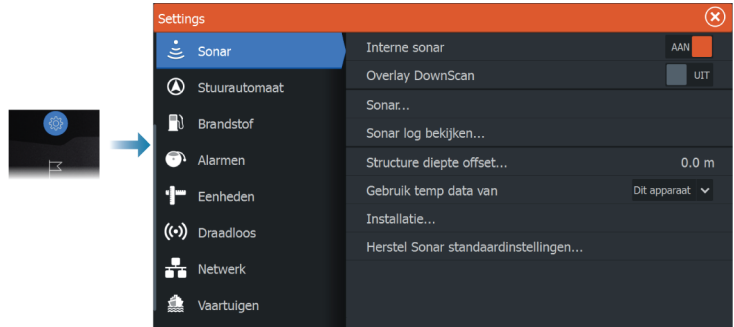 Settings
Sonar
Stuurautomaat
Brandstof
Alarmen
Eenheden
Draadloos
Netwerk
Vaartuigen
Interne sonar AAN
Overlay DownScan UIT
Sonar...
Sonar log bekijken...
Structure diepte offset... 0.0 m
Gebruik temp data van Dit apparaat
Installatie...
Herstel Sonar standaardinstellingen...